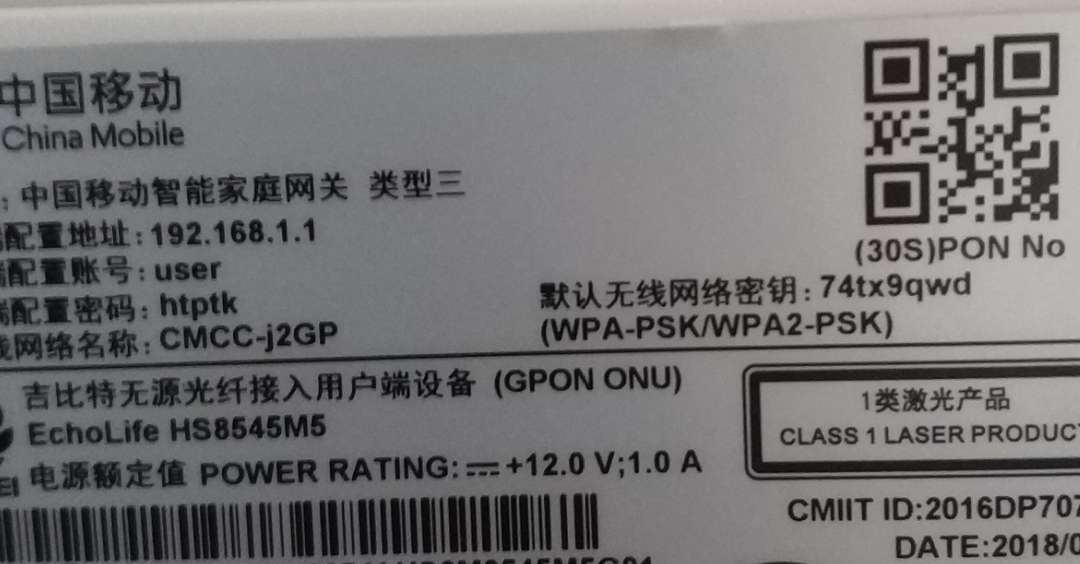 中国移动
China Mobile
: 中国移动智能家庭网关 类型三
配置地址: 192.168.1.1
(30S)PON No
配置账号: user
配置密码: htptk
默认无线网络密钥: 74tx9qwd
网络名称: CMCC-j2GP
(WPA-PSK/WPA2-PSK)
吉比特无源光纤接入用户端设备 (GPON ONU)
1类激光产品
EchoLife HS8545M5
CLASS 1 LASER PRODUCT
电源额定值 POWER RATING: +12.0 V;1.0 A
CMIIT ID:2016DP707
DATE:2018/0